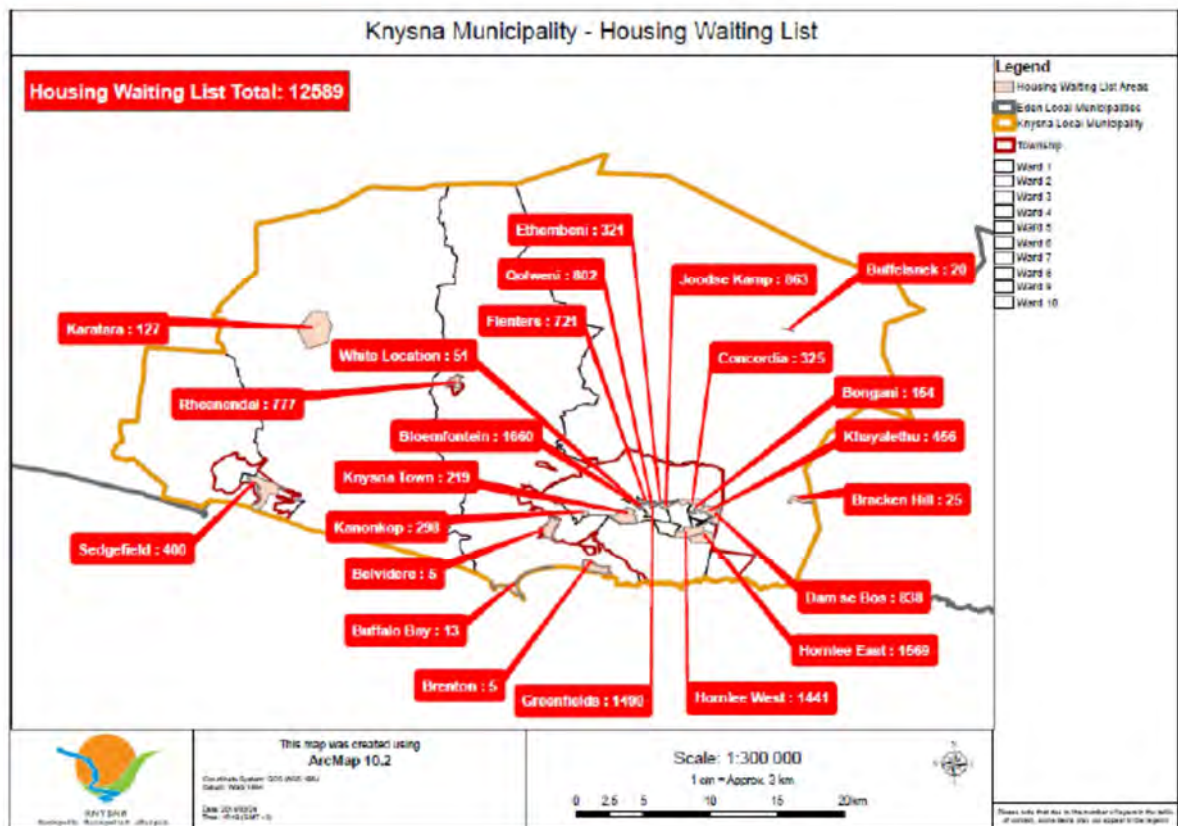 Knysna Municipality - Housing Waiting List
Housing Waiting List Total: 12589
Legend
Housing Waiting List Areas
Eden Local Municipalities
Knysna Local Municipality
Township
Ward 1
Ward 2
Ward 3
Ward 4
Ward 5
Ward 6
Ward 7
Ward 8
Ward 9
Ward 10
Ethembeni : 321
Qolweni : 802
Joodse Kamp : 863
Buffelsnek : 20
Flenters : 721
Karatara : 127
White Location : 51
Concordia : 325
Rheenendal : 777
Bongani : 164
Bloemfontein : 1660
Khayalethu : 456
Knysna Town : 219
Bracken Hill : 25
Kanonkop : 298
Sedgefield : 400
Belvidere : 5
Dam se Bos : 838
Buffalo Bay : 13
Hornlee East : 1569
Brenton : 5
Greenfields : 1490
Hornlee West : 1441
KNYSNA
This map was created using
ArcMap 10.2
Scale: 1:300 000
1 cm = Approx. 3 km
0 2.5 5 10 15 20km